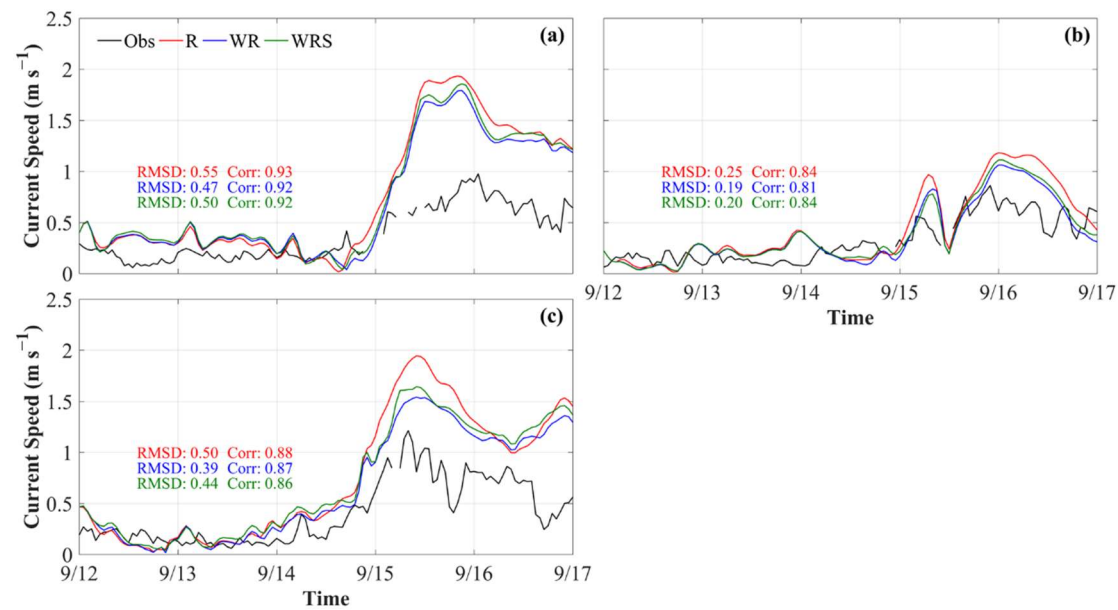 Obs R WR WRS
(a)
2.5
2
1.5
1
0.5
0
Current Speed (m s⁻¹)
RMSD: 0.55 Corr: 0.93
RMSD: 0.47 Corr: 0.92
RMSD: 0.50 Corr: 0.92
(b)
RMSD: 0.25 Corr: 0.84
RMSD: 0.19 Corr: 0.81
RMSD: 0.20 Corr: 0.84
9/12 9/13 9/14 9/15 9/16 9/17
Time
(c)
2.5
2
1.5
1
0.5
0
Current Speed (m s⁻¹)
RMSD: 0.50 Corr: 0.88
RMSD: 0.39 Corr: 0.87
RMSD: 0.44 Corr: 0.86
9/12 9/13 9/14 9/15 9/16 9/17
Time